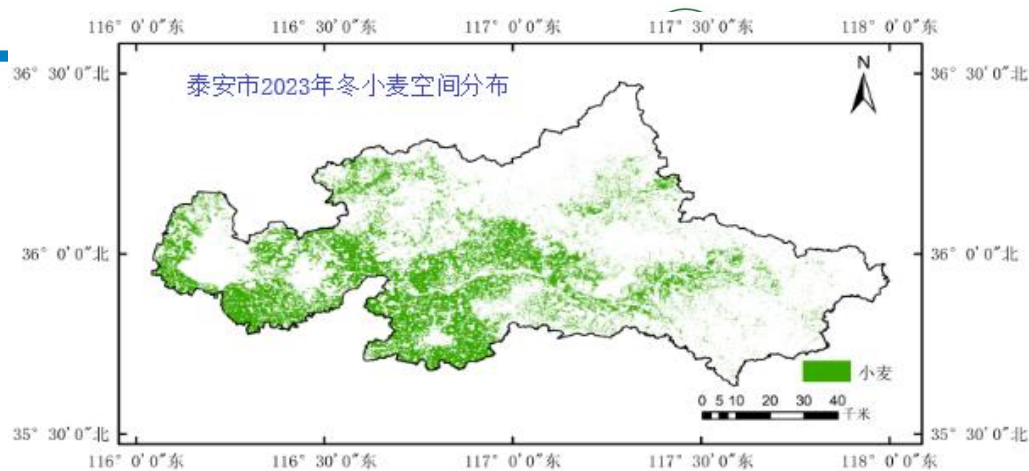 116° 0′0″东 116° 30′0″东 117° 0′0″东 117° 30′0″东 118° 0′0″东
36° 30′0″北 36° 30′0″北
泰安市2023年冬小麦空间分布
N
36° 0′0″北 36° 0′0″北
小麦
0 5 10 20 30 40
千米
35° 30′0″北 35° 30′0″北
116° 0′0″东 116° 30′0″东 117° 0′0″东 117° 30′0″东 118° 0′0″东